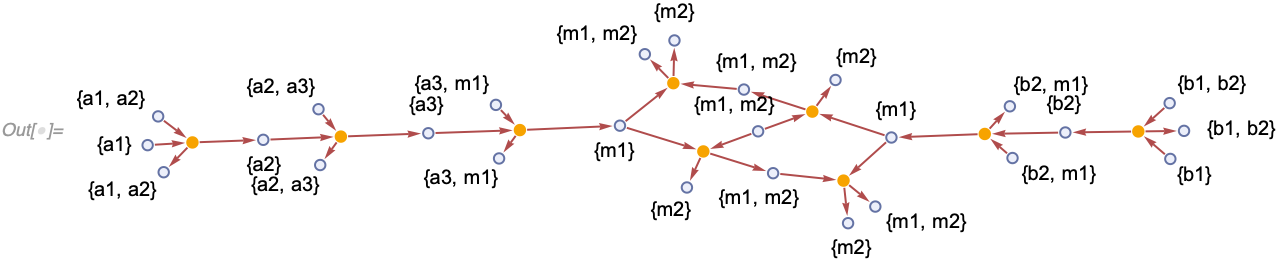 {m2}
{m1, m2}
{m1, m2}
{m2}
{a1, a2}
{a2, a3}
{a3, m1}
{a3}
{m1, m2}
{m1}
{b2, m1}
{b2}
{b1, b2}
Out[•]=
{a1}
{m1}
{b1, b2}
{a2}
{a1, a2}
{a2, a3}
{a3, m1}
{m2}
{m1, m2}
{m1, m2}
{m2}
{b2, m1}
{b1}